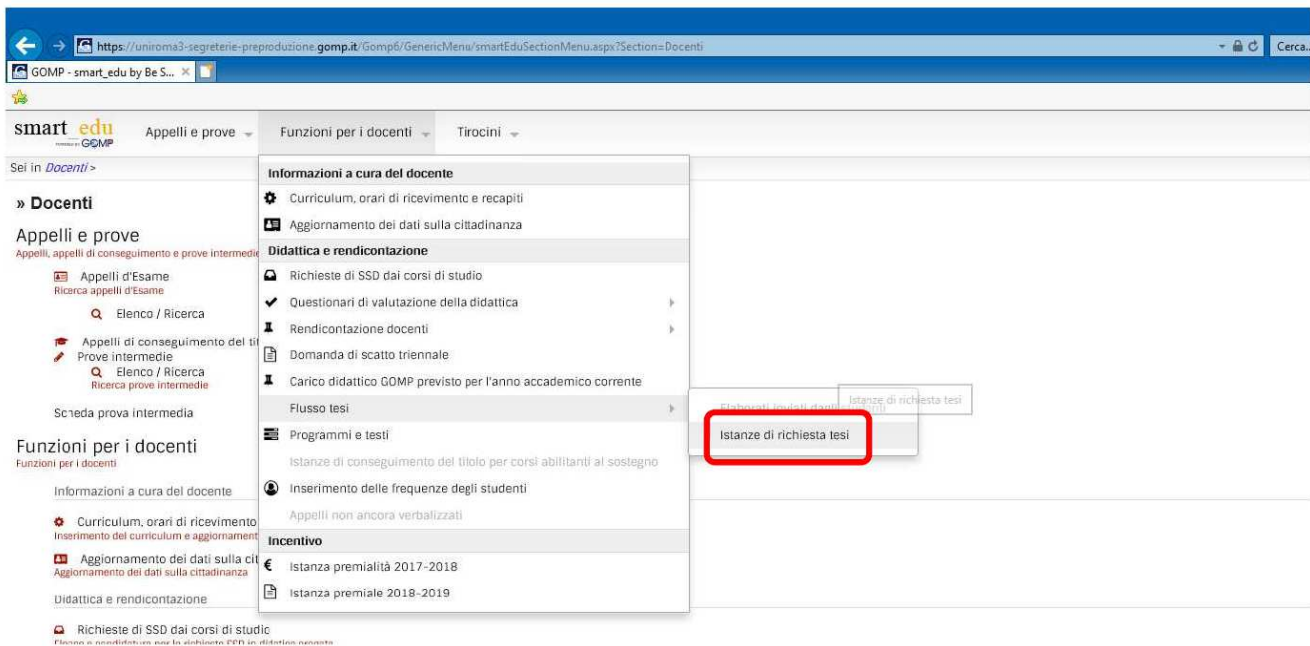 https://uniroma3-segreterie-preproduzione.gomp.it/Gomp6/GenericMenu/smartEduSectionMenu.aspx?Section=Docenti
Cerca...
GOMP - smart_edu by Be S...
smart_edu
GOMP
Appelli e prove
Funzioni per i docenti
Tirocini
Sei in Docenti >
» Docenti
Appelli e prove
Appelli, appelli di conseguimento e prove intermedie
Appelli d'Esame
Ricerca appelli d'Esame
Elenco / Ricerca
Appelli di conseguimento del tit
Prove intermedie
Elenco / Ricerca
Ricerca prove intermedie
Scheda prova intermedia
Funzioni per i docenti
Funzioni per i docenti
Informazioni a cura del docente
Curriculum, orari di ricevimento
Inserimento del curriculum e aggiornament
Aggiornamento dei dati sulla cit
Aggiornamento dei dati sulla cittadinanza
Didattica e rendicontazione
Richieste di SSD dai corsi di studio
Informazioni a cura del docente
Curriculum, orari di ricevimento e recapiti
Aggiornamento dei dati sulla cittadinanza
Didattica e rendicontazione
Richieste di SSD dai corsi di studio
Questionari di valutazione della didattica
Rendicontazione docenti
Domanda di scatto triennale
Carico didattico GOMP previsto per l'anno accademico corrente
Flusso tesi
Programmi e testi
Istanze di conseguimento del titolo per corsi abilitanti al sostegno
Inserimento delle frequenze degli studenti
Appelli non ancora verbalizzati
Incentivo
Istanza premialità 2017-2018
Istanza premiale 2018-2019
Elaborati inviati dagli
Istanze di richiesta tesi
Istanze di richiesta tesi